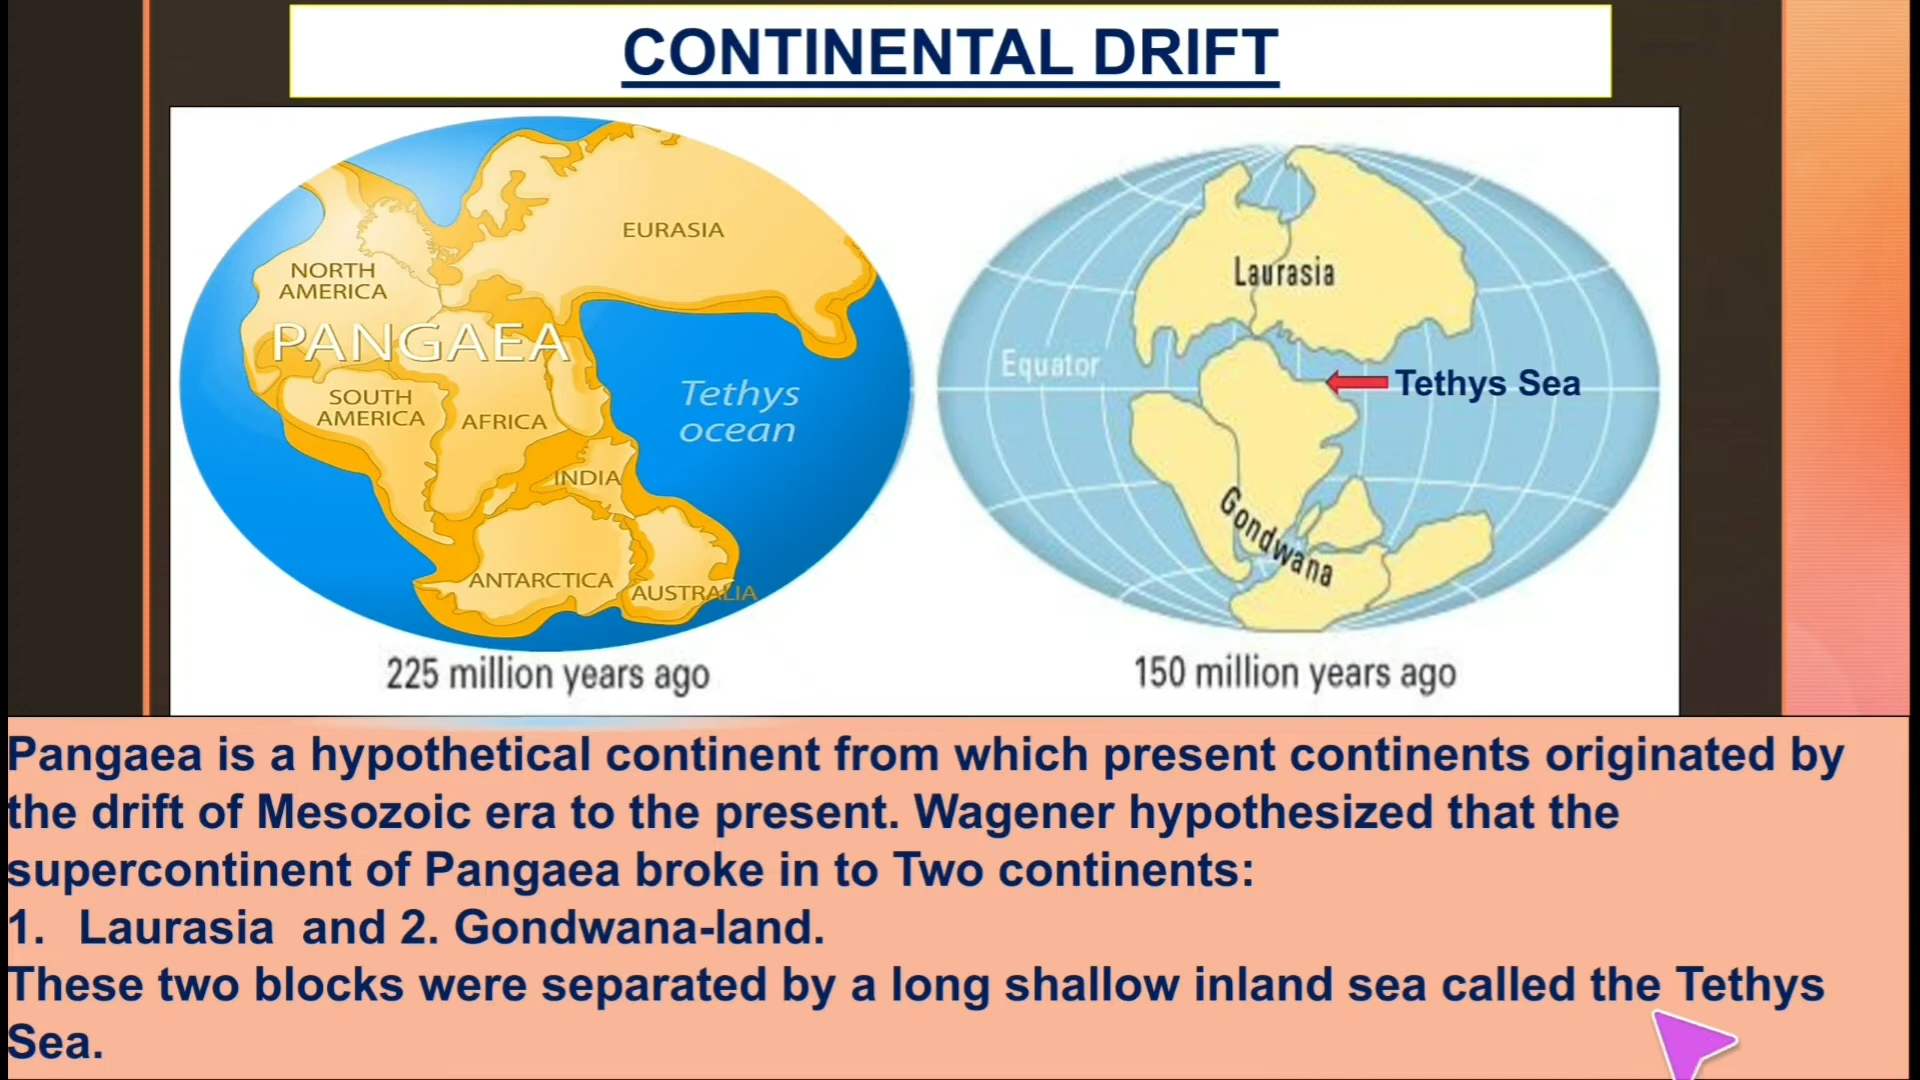 CONTINENTAL DRIFT
EURASIA
NORTH
AMERICA
PANGAEA
SOUTH
AMERICA
AFRICA
Tethys
ocean
INDIA
ANTARCTICA
AUSTRALIA
225 million years ago
Laurasia
Equator
Tethys Sea
Gondwana
150 million years ago
Pangaea is a hypothetical continent from which present continents originated by
the drift of Mesozoic era to the present. Wagener hypothesized that the
supercontinent of Pangaea broke in to Two continents:
1. Laurasia and 2. Gondwana-land.
These two blocks were separated by a long shallow inland sea called the Tethys
Sea.